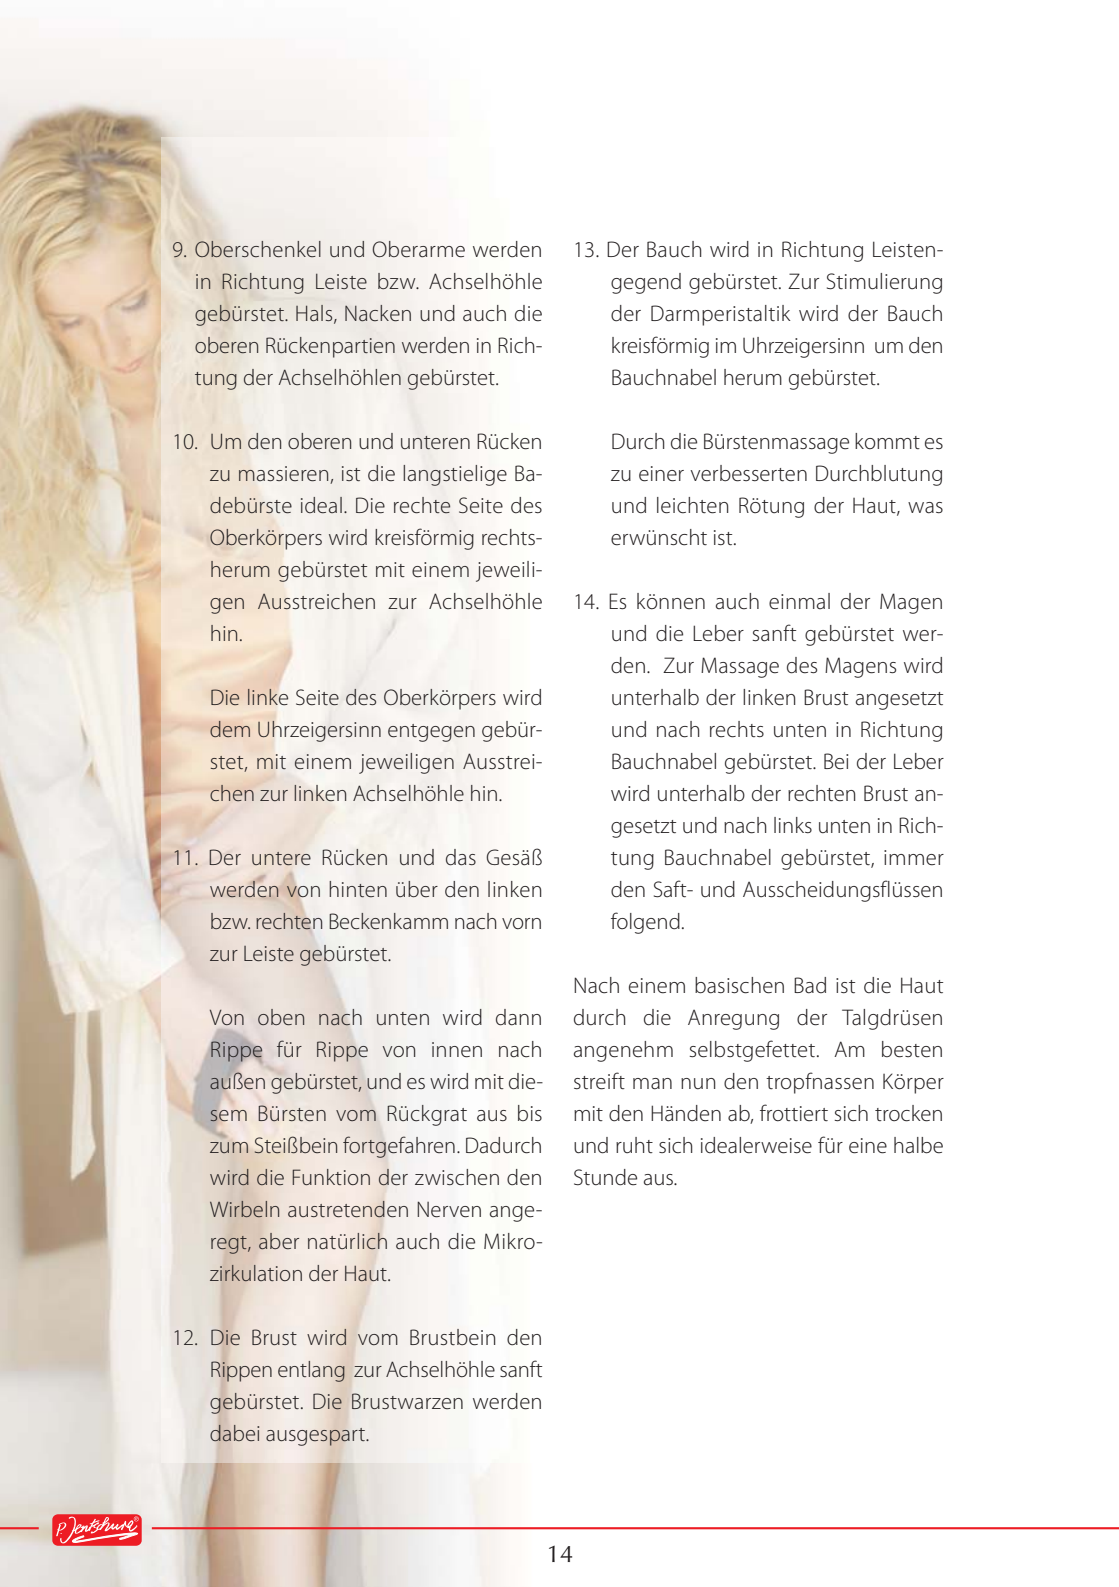 9. Oberschenkel und Oberarme werden
in Richtung Leiste bzw. Achselhöhle
gebürstet. Hals, Nacken und auch die
oberen Rückenpartien werden in Rich-
tung der Achselhöhlen gebürstet.
10. Um den oberen und unteren Rücken
zu massieren, ist die langstielige Ba-
debürste ideal. Die rechte Seite des
Oberkörpers wird kreisförmig rechts-
herum gebürstet mit einem jeweili-
gen Ausstreichen zur Achselhöhle
hin.
Die linke Seite des Oberkörpers wird
dem Uhrzeigersinn entgegen gebür-
stet, mit einem jeweiligen Ausstrei-
chen zur linken Achselhöhle hin.
11. Der untere Rücken und das Gesäß
werden von hinten über den linken
bzw. rechten Beckenkamm nach vorn
zur Leiste gebürstet.
Von oben nach unten wird dann
Rippe für Rippe von innen nach
außen gebürstet, und es wird mit die-
sem Bürsten vom Rückgrat aus bis
zum Steißbein fortgefahren. Dadurch
wird die Funktion der zwischen den
Wirbeln austretenden Nerven ange-
regt, aber natürlich auch die Mikro-
zirkulation der Haut.
12. Die Brust wird vom Brustbein den
Rippen entlang zur Achselhöhle sanft
gebürstet. Die Brustwarzen werden
dabei ausgespart.
13. Der Bauch wird in Richtung Leisten-
gegend gebürstet. Zur Stimulierung
der Darmperistaltik wird der Bauch
kreisförmig im Uhrzeigersinn um den
Bauchnabel herum gebürstet.
Durch die Bürstenmassage kommt es
zu einer verbesserten Durchblutung
und leichten Rötung der Haut, was
erwünscht ist.
14. Es können auch einmal der Magen
und die Leber sanft gebürstet wer-
den. Zur Massage des Magens wird
unterhalb der linken Brust angesetzt
und nach rechts unten in Richtung
Bauchnabel gebürstet. Bei der Leber
wird unterhalb der rechten Brust an-
gesetzt und nach links unten in Rich-
tung Bauchnabel gebürstet, immer
den Saft- und Ausscheidungsflüssen
folgend.
Nach einem basischen Bad ist die Haut
durch die Anregung der Talgdrüsen
angenehm selbstgefettet. Am besten
streift man nun den tropfnassen Körper
mit den Händen ab, frottiert sich trocken
und ruht sich idealerweise für eine halbe
Stunde aus.
P. Jentschura®
14